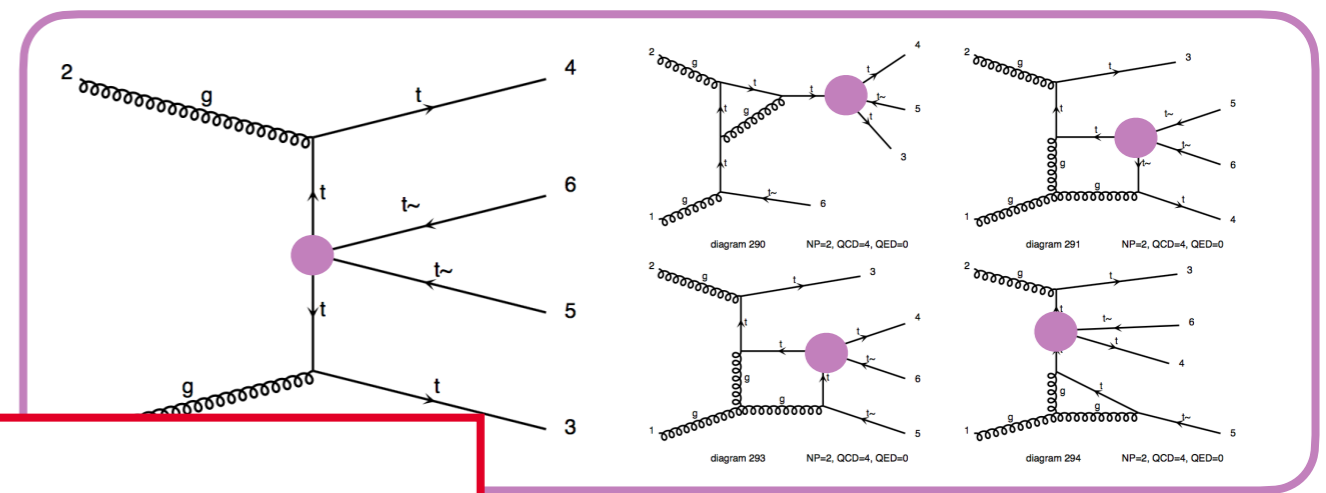 2
g
t
4
t
t~
6
t~
5
t
g
t
3
2
g
t
t
t
4
t~
5
t
3
t
g
t
1
g
t~
6
diagram 290 NP=2, QCD=4, QED=0
2
g
t
3
t
t~
5
t
t~
6
g
t~
g
t
4
1
g
diagram 291 NP=2, QCD=4, QED=0
2
g
t
3
t
t
4
t
t~
6
g
t
g
t~
5
1
g
diagram 293 NP=2, QCD=4, QED=0
2
g
t
3
t
t~
6
t
4
g
t
g
t~
5
1
g
diagram 294 NP=2, QCD=4, QED=0